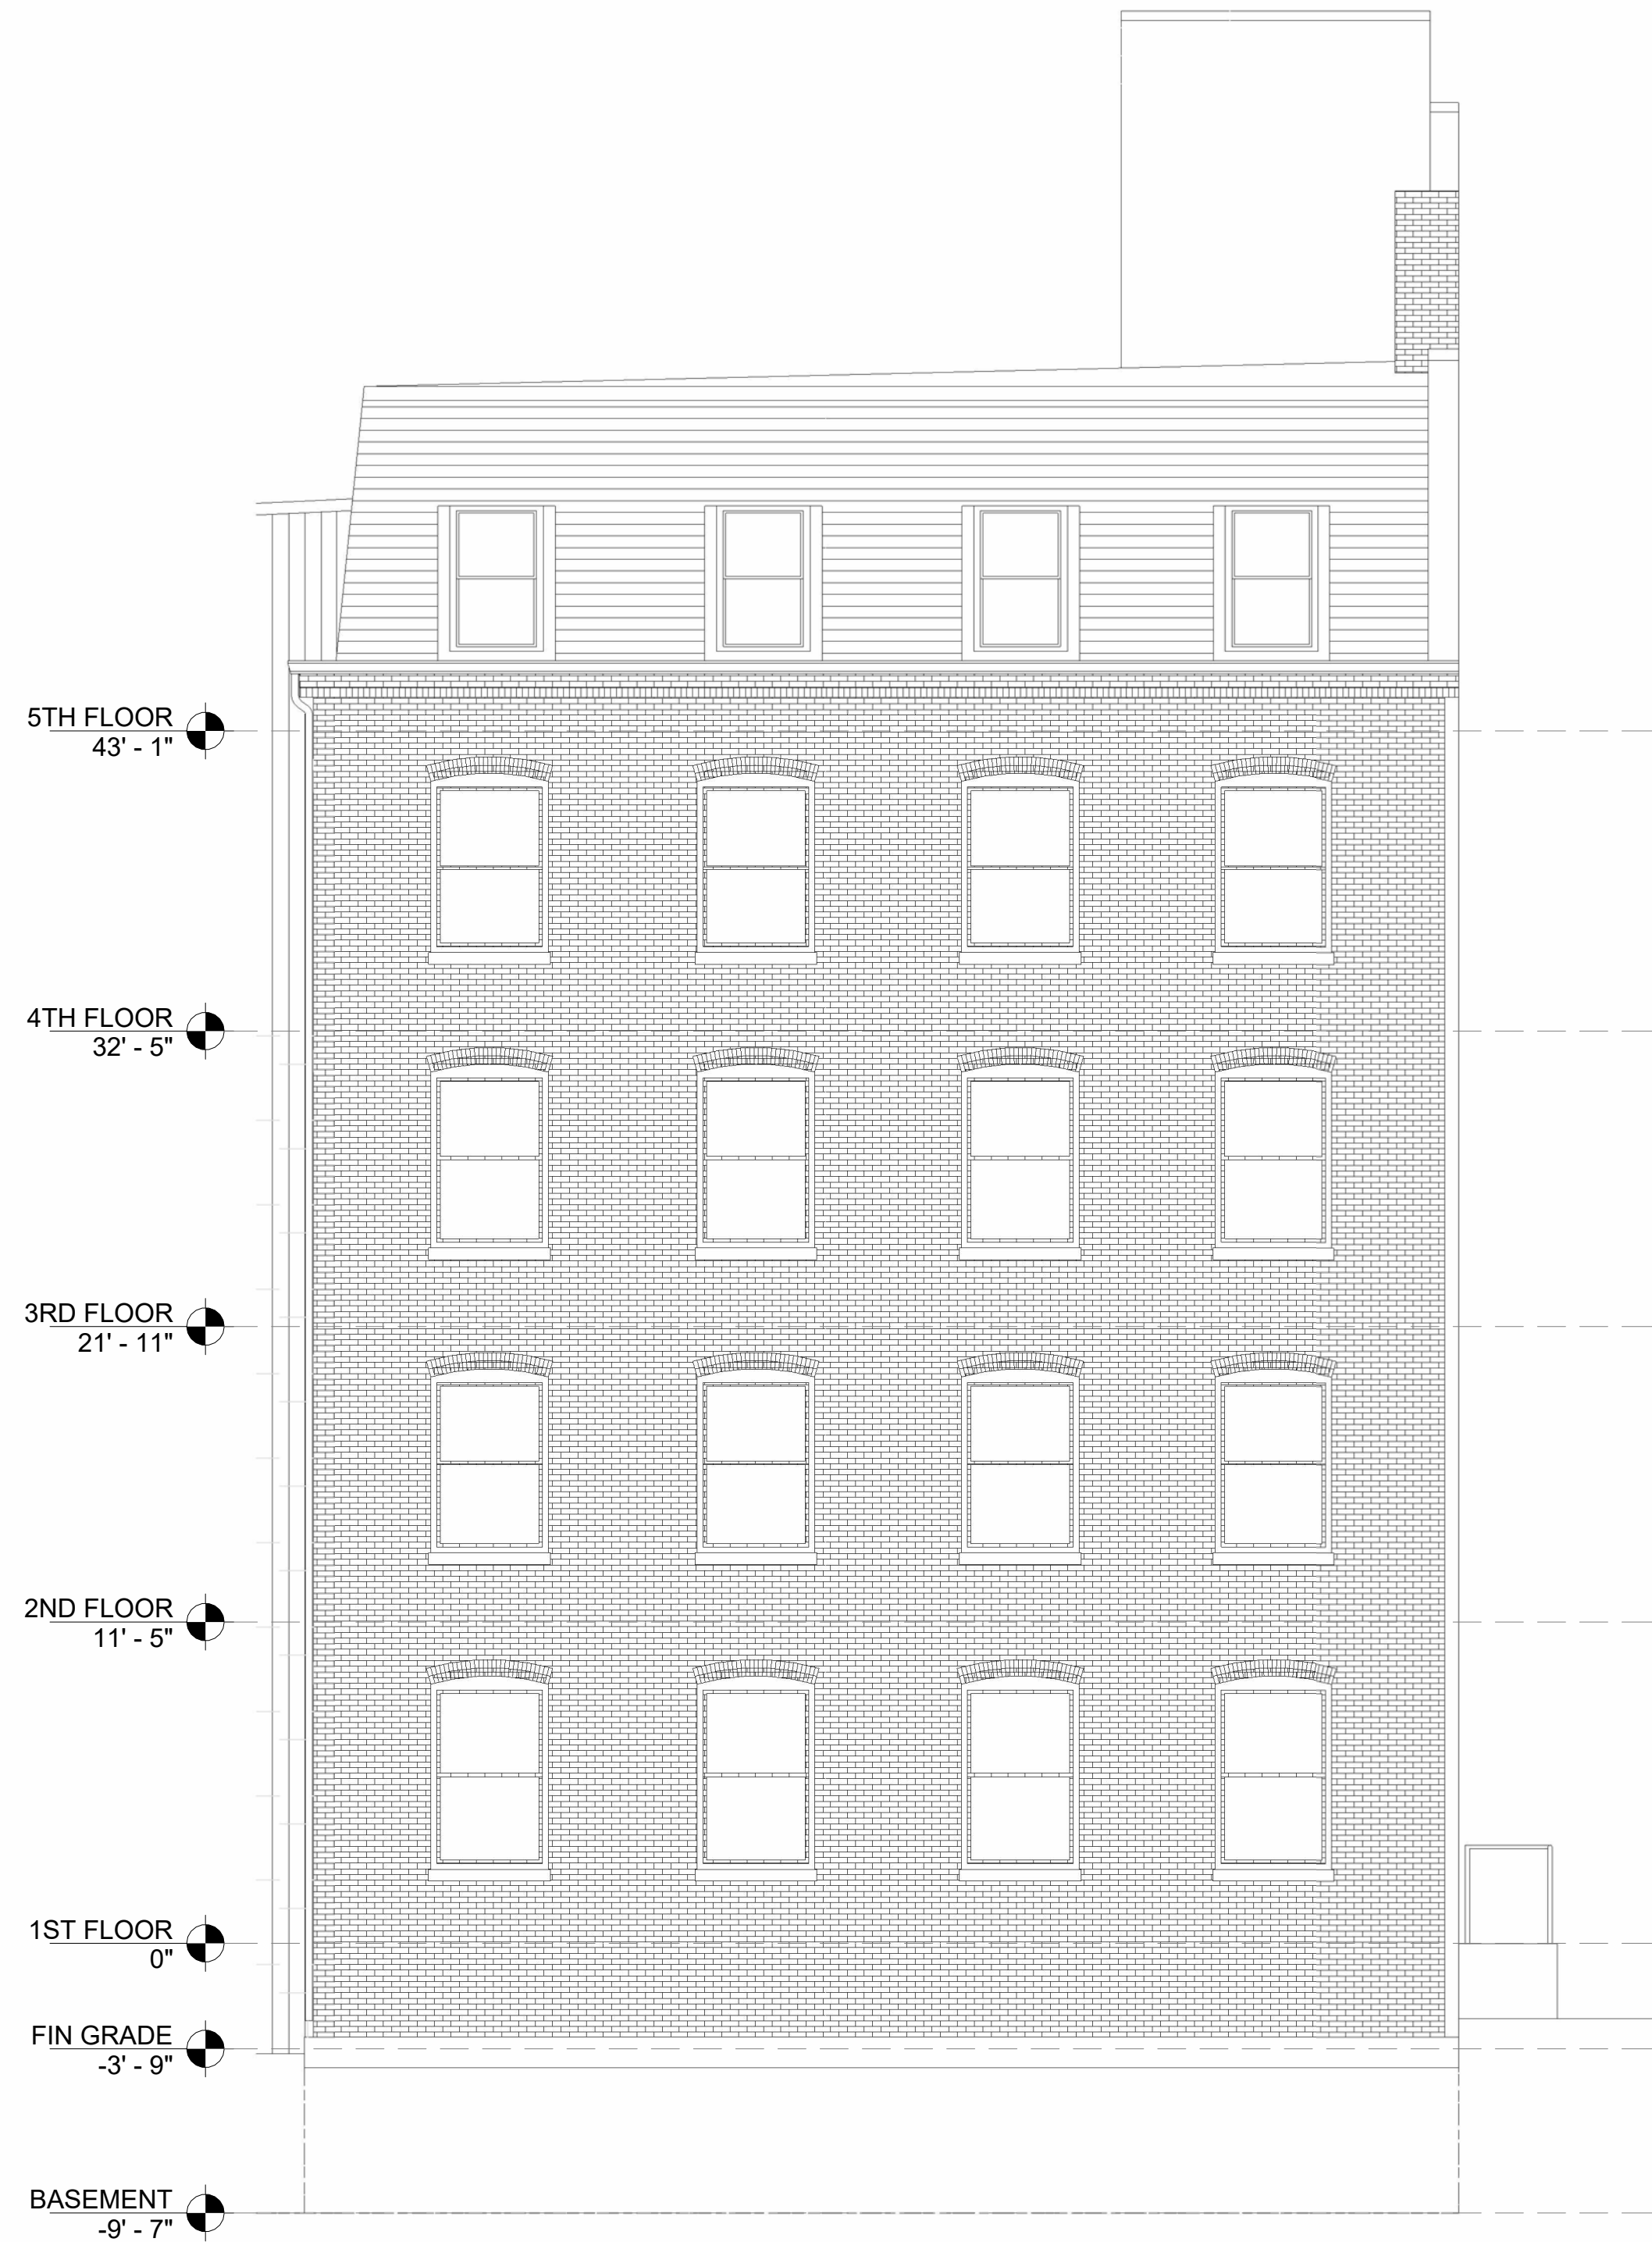 5TH FLOOR
43' - 1"
4TH FLOOR
32' - 5"
3RD FLOOR
21' - 11"
2ND FLOOR
11' - 5"
1ST FLOOR
0"
FIN GRADE
-3' - 9"
BASEMENT
-9' - 7"